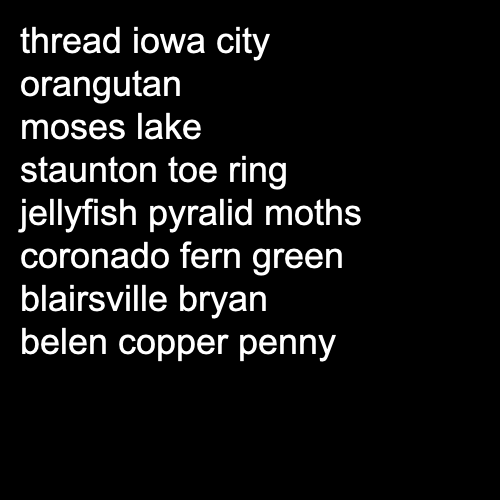 thread iowa city
orangutan
moses lake
staunton toe ring
jellyfish pyralid moths
coronado fern green
blairsville bryan
belen copper penny